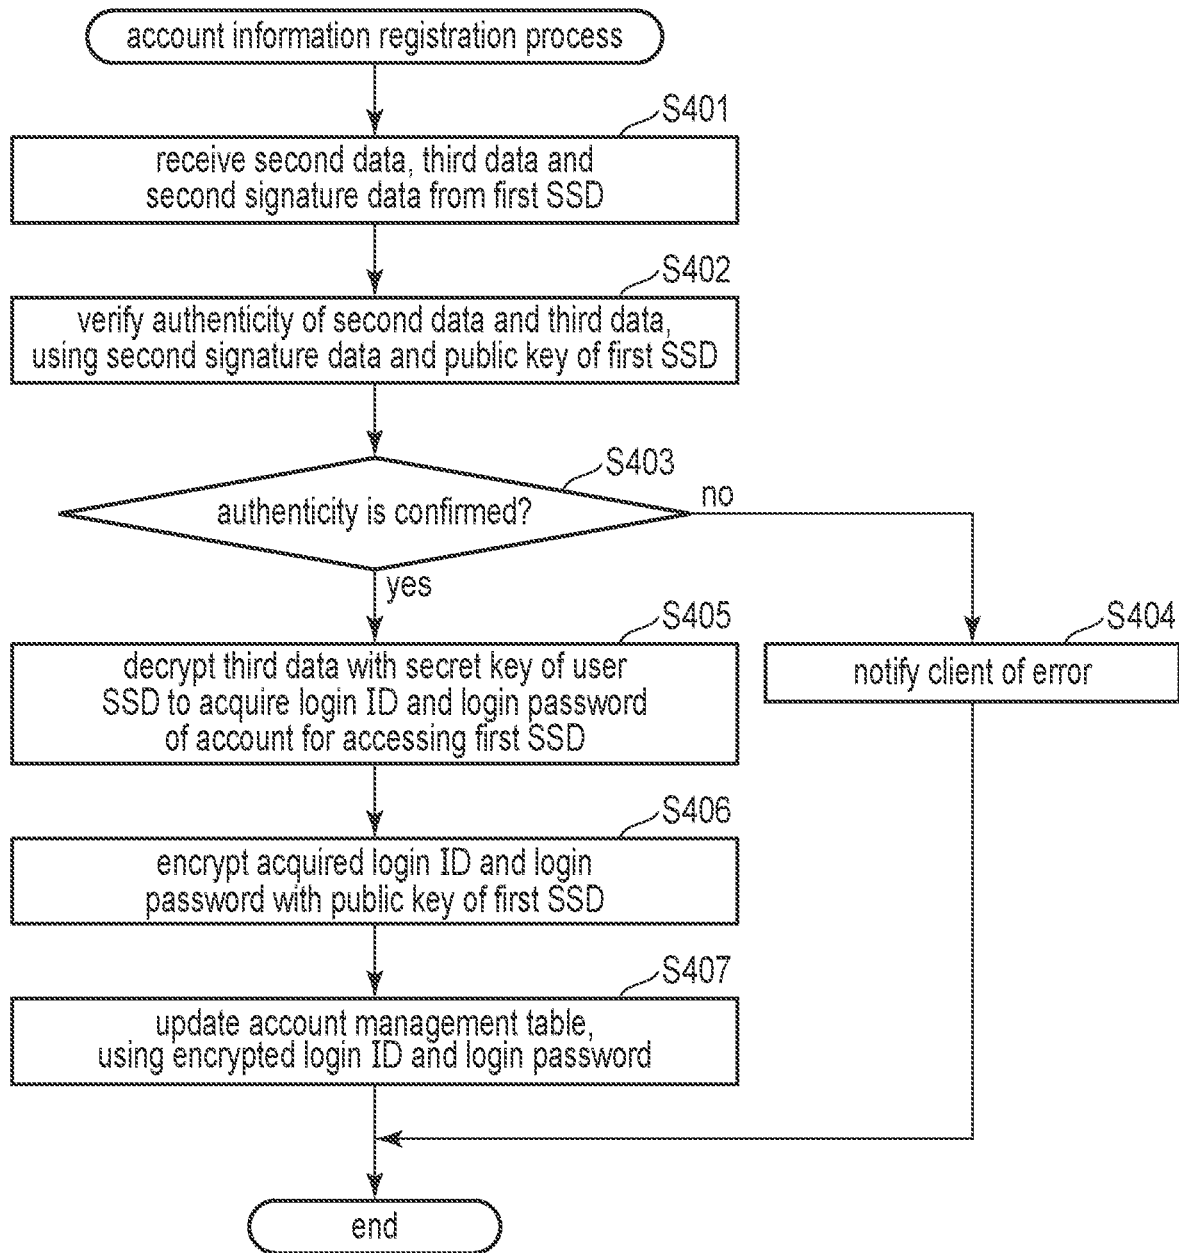 account information registration process
S401
receive second data, third data and
second signature data from first SSD
S402
verify authenticity of second data and third data,
using second signature data and public key of first SSD
S403
authenticity is confirmed?
no
yes
S405
decrypt third data with secret key of user
SSD to acquire login ID and login password
of account for accessing first SSD
S404
notify client of error
S406
encrypt acquired login ID and login
password with public key of first SSD
S407
update account management table,
using encrypted login ID and login password
end